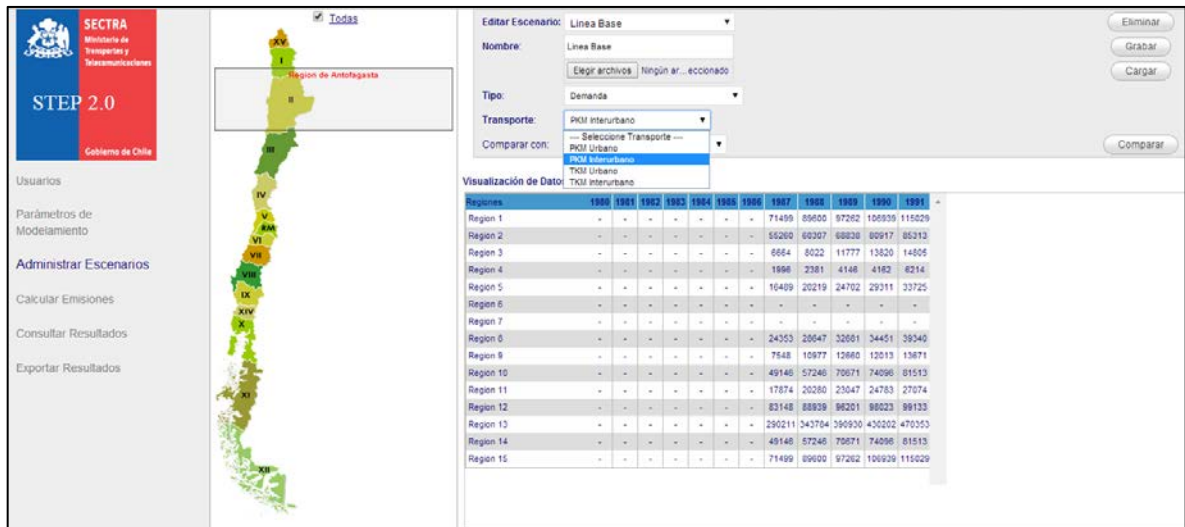 SECTRA
Ministerio de
Transportes y
Telecomunicaciones
STEP 2.0
Gobierno de Chile
Usuarios
Parámetros de
Modelamiento
Administrar Escenarios
Calcular Emisiones
Consultar Resultados
Exportar Resultados
Todas
XV
I
Region de Antofagasta
II
III
IV
V
RM
VI
VII
VIII
IX
XIV
X
XI
XII
Editar Escenario: Linea Base
Nombre: Linea Base
Elegir archivos Ningún ar... eccionado
Tipo: Demanda
Transporte: PKM Interurbano
--- Seleccione Transporte ---
PKM Urbano
PKM Interurbano
TKM Urbano
TKM Interurbano
Comparar con:
Eliminar
Grabar
Cargar
Comparar
Visualización de Dato
Regiones 1980 1981 1982 1983 1984 1985 1986 1987 1988 1989 1990 1991
Region 1 - - - - - - - 71499 89600 97262 106939 115029
Region 2 - - - - - - - 55260 60307 68838 80917 85313
Region 3 - - - - - - - 6664 8022 11777 13820 14805
Region 4 - - - - - - - 1996 2381 4146 4162 6214
Region 5 - - - - - - - 16489 20219 24702 29311 33725
Region 6 - - - - - - - - - - - -
Region 7 - - - - - - - - - - - -
Region 8 - - - - - - - 24353 28647 32681 34451 39340
Region 9 - - - - - - - 7548 10977 12660 12013 13671
Region 10 - - - - - - - 49146 57246 70671 74096 81513
Region 11 - - - - - - - 17874 20280 23047 24783 27074
Region 12 - - - - - - - 83148 88939 96201 98023 99133
Region 13 - - - - - - - 290211 343784 390930 430202 470353
Region 14 - - - - - - - 49146 57246 70671 74096 81513
Region 15 - - - - - - - 71499 89600 97262 106939 115029